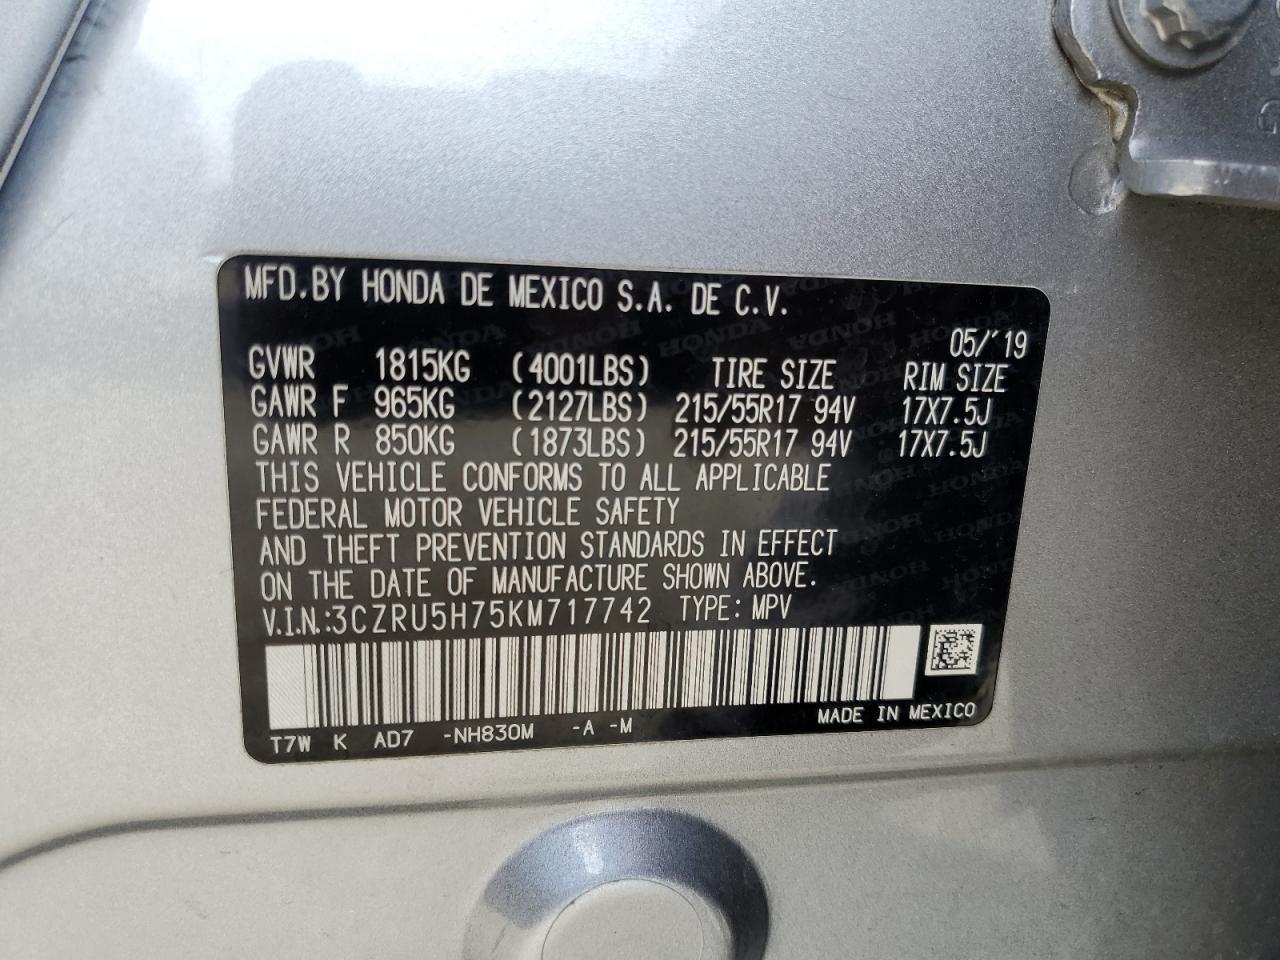 MFD.BY HONDA DE MEXICO S.A. DE C.V.
05/'19
GVWR 1815KG (4001LBS) TIRE SIZE RIM SIZE
GAWR F 965KG (2127LBS) 215/55R17 94V 17X7.5J
GAWR R 850KG (1873LBS) 215/55R17 94V 17X7.5J
THIS VEHICLE CONFORMS TO ALL APPLICABLE
FEDERAL MOTOR VEHICLE SAFETY
AND THEFT PREVENTION STANDARDS IN EFFECT
ON THE DATE OF MANUFACTURE SHOWN ABOVE.
V.I.N.:3CZRU5H75KM717742 TYPE: MPV
T7W K AD7 -NH830M -A -M MADE IN MEXICO